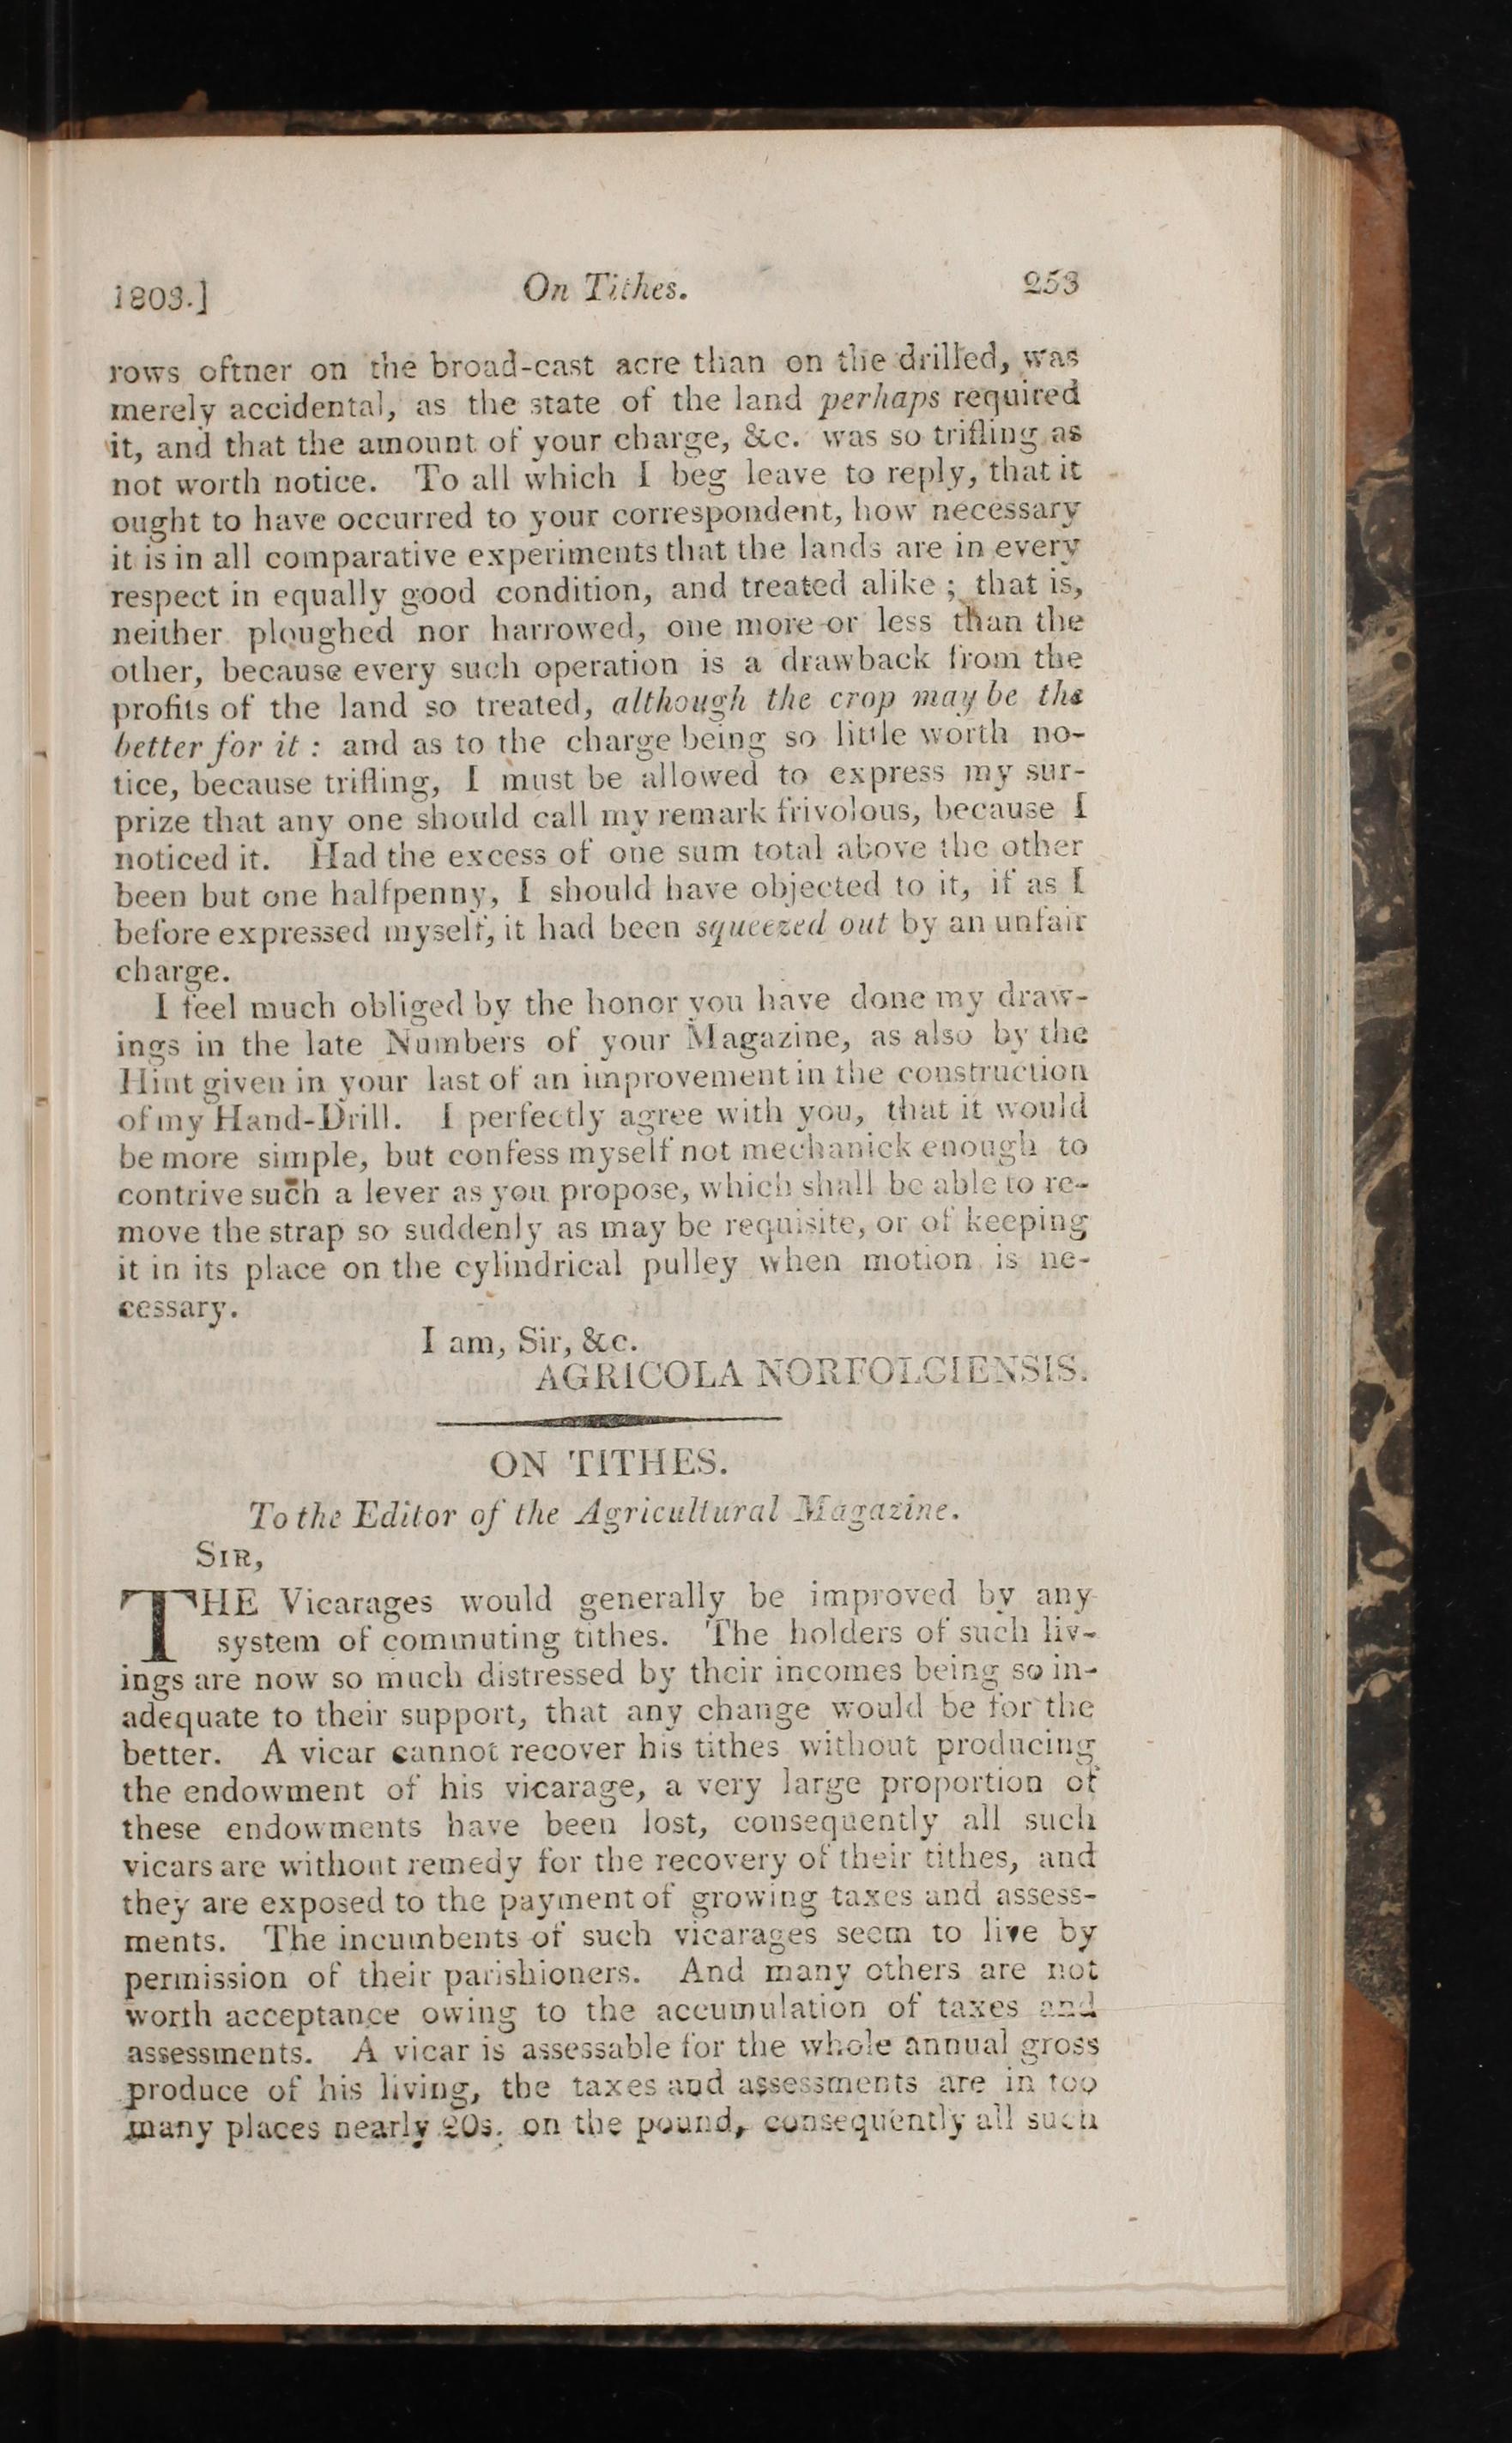 1803.] On Tithes. 253
rows oftner on the broad-cast acre than on the drilled, was
merely accidental, as the state of the land perhaps required
it, and that the amount of your charge, &c. was so trifling as
not worth notice. To all which I beg leave to reply, that it
ought to have occurred to your correspondent, how necessary
it is in all comparative experiments that the lands are in every
respect in equally good condition, and treated alike; that is,
neither ploughed nor harrowed, one more or less than the
other, because every such operation is a drawback from the
profits of the land so treated, although the crop may be the
better for it: and as to the charge being so little worth no-
tice, because trifling, I must be allowed to express my sur-
prize that any one should call my remark frivolous, because I
noticed it. Had the excess of one sum total above the other
been but one halfpenny, I should have objected to it, if as I
before expressed myself, it had been squeezed out by an unfair
charge.
I feel much obliged by the honor you have done my draw-
ings in the late Numbers of your Magazine, as also by the
Hint given in your last of an improvement in the construction
of my Hand-Drill. I perfectly agree with you, that it would
be more simple, but confess myself not mechanick enough to
contrive such a lever as you propose, which shall be able to re-
move the strap so suddenly as may be requisite, or of keeping
it in its place on the cylindrical pulley when motion is ne-
cessary.
I am, Sir, &c.
AGRICOLA NORFOLCIENSIS.
ON TITHES.
To the Editor of the Agricultural Magazine.
SIR,
THE Vicarages would generally be improved by any
system of commuting tithes. The holders of such liv-
ings are now so much distressed by their incomes being so in-
adequate to their support, that any change would be for the
better. A vicar cannot recover his tithes without producing
the endowment of his vicarage, a very large proportion of
these endowments have been lost, consequently all such
vicars are without remedy for the recovery of their tithes, and
they are exposed to the payment of growing taxes and assess-
ments. The incumbents of such vicarages seem to live by
permission of their parishioners. And many others are not
worth acceptance owing to the accumulation of taxes and
assessments. A vicar is assessable for the whole annual gross
produce of his living, the taxes and assessments are in too
many places nearly 20s. on the pound, consequently all such